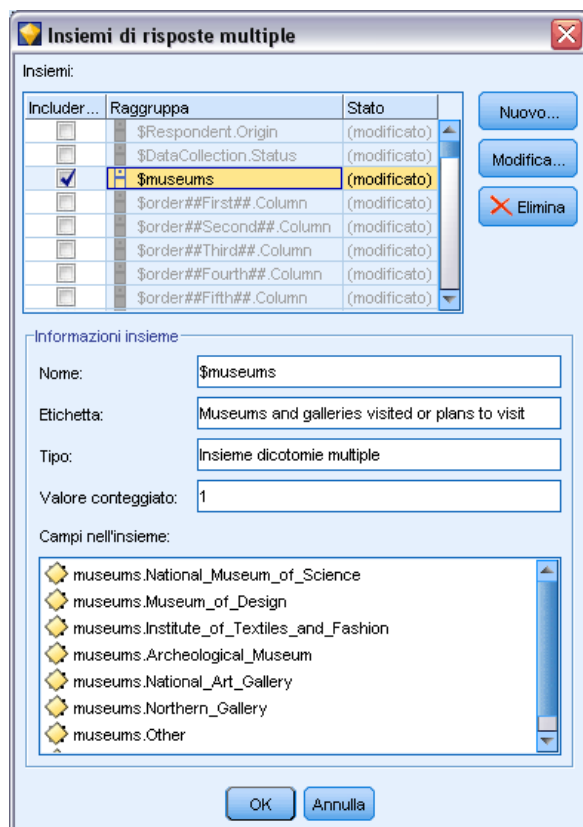 Insiemi di risposte multiple
Insiemi:
Includer... Raggruppa Stato
$Respondent.Origin (modificato)
$DataCollection.Status (modificato)
$museums (modificato)
$order##First##.Column (modificato)
$order##Second##.Column (modificato)
$order##Third##.Column (modificato)
$order##Fourth##.Column (modificato)
$order##Fifth##.Column (modificato)
Nuovo...
Modifica...
Elimina
Informazioni insieme
Nome: $museums
Etichetta: Museums and galleries visited or plans to visit
Tipo: Insieme dicotomie multiple
Valore conteggiato: 1
Campi nell'insieme:
museums.National_Museum_of_Science
museums.Museum_of_Design
museums.Institute_of_Textiles_and_Fashion
museums.Archeological_Museum
museums.National_Art_Gallery
museums.Northern_Gallery
museums.Other
OK Annulla